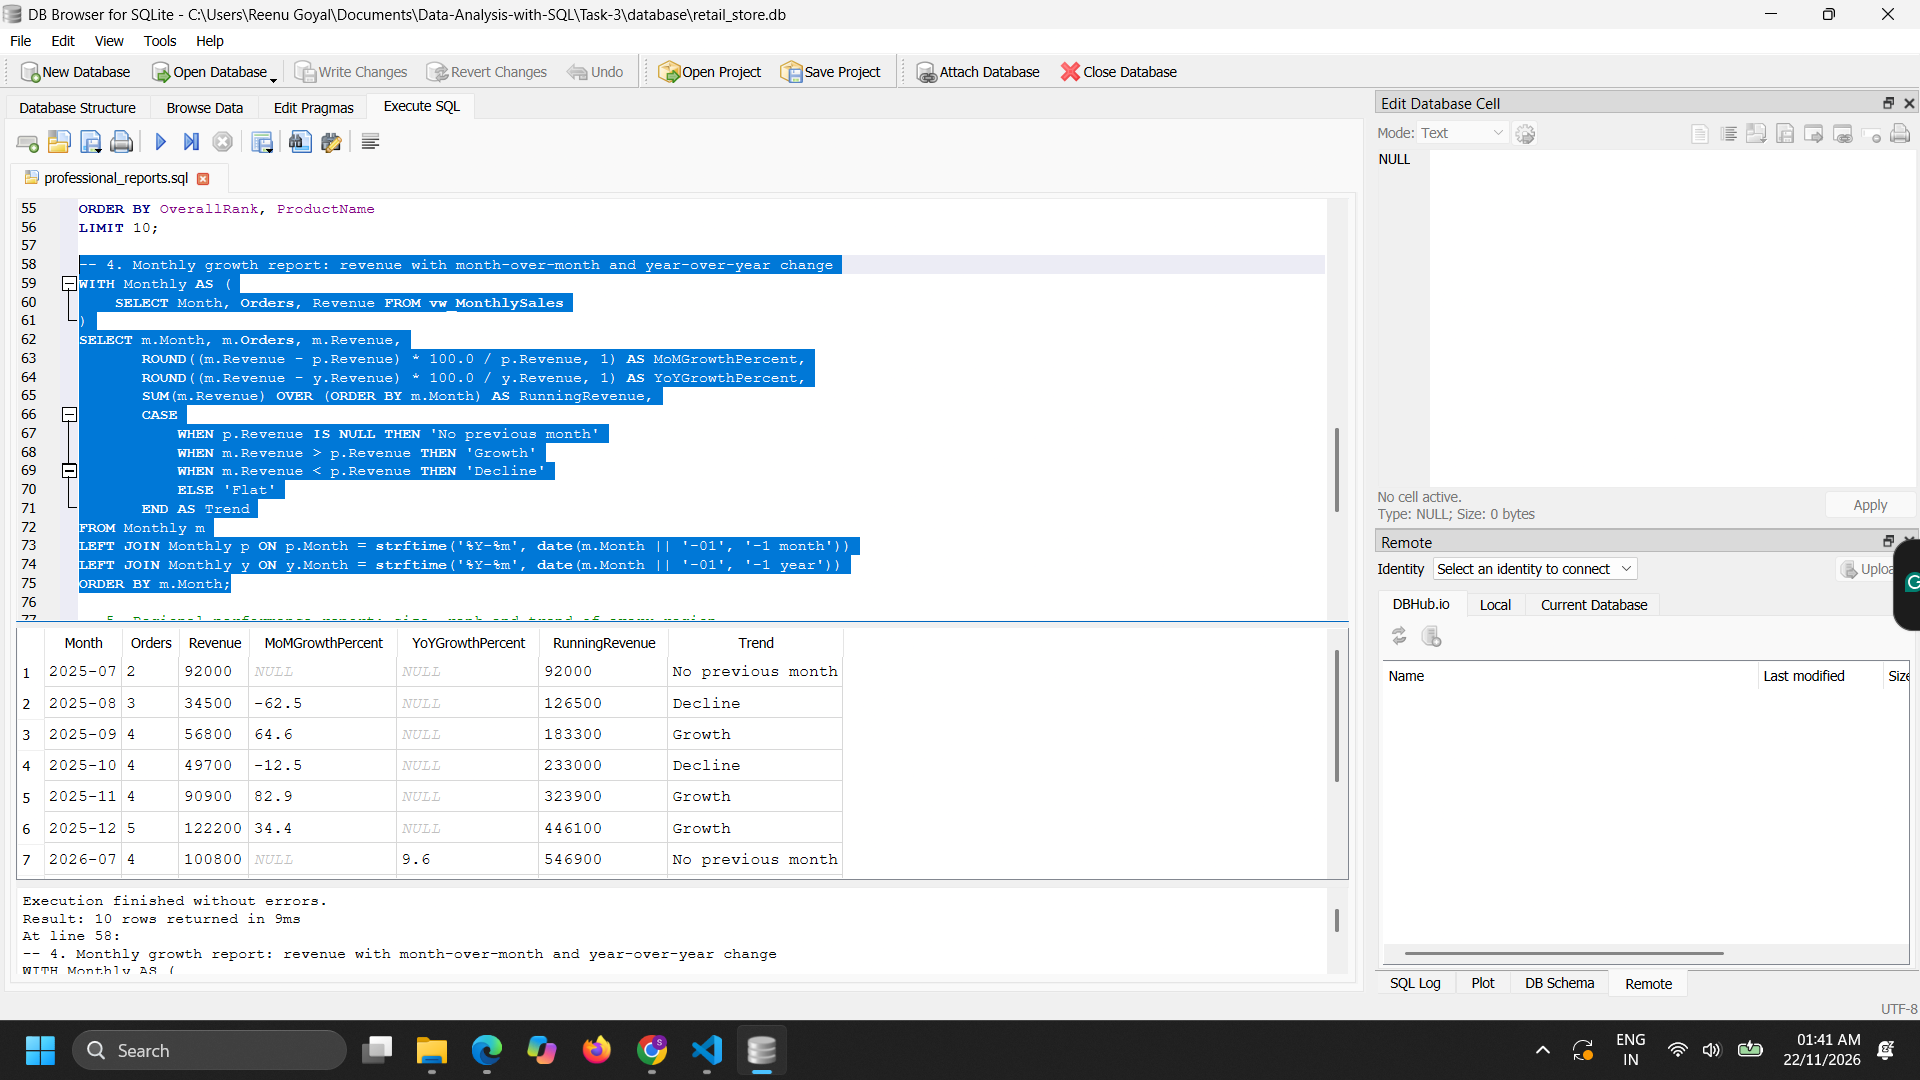 DB Browser for SQLite - C:\Users\Reenu Goyal\Documents\Data-Analysis-with-SQL\Task-3\database\retail_store.db
File Edit View Tools Help
New Database Open Database Write Changes Revert Changes Undo Open Project Save Project Attach Database Close Database
Database Structure Browse Data Edit Pragmas Execute SQL
professional_reports.sql
55 ORDER BY OverallRank, ProductName
56 LIMIT 10;
57
58 -- 4. Monthly growth report: revenue with month-over-month and year-over-year change
59 WITH Monthly AS (
60 SELECT Month, Orders, Revenue FROM vw_MonthlySales
61 )
62 SELECT m.Month, m.Orders, m.Revenue,
63 ROUND((m.Revenue - p.Revenue) * 100.0 / p.Revenue, 1) AS MoMGrowthPercent,
64 ROUND((m.Revenue - y.Revenue) * 100.0 / y.Revenue, 1) AS YoYGrowthPercent,
65 SUM(m.Revenue) OVER (ORDER BY m.Month) AS RunningRevenue,
66 CASE
67 WHEN p.Revenue IS NULL THEN 'No previous month'
68 WHEN m.Revenue > p.Revenue THEN 'Growth'
69 WHEN m.Revenue < p.Revenue THEN 'Decline'
70 ELSE 'Flat'
71 END AS Trend
72 FROM Monthly m
73 LEFT JOIN Monthly p ON p.Month = strftime('%Y-%m', date(m.Month || '-01', '-1 month'))
74 LEFT JOIN Monthly y ON y.Month = strftime('%Y-%m', date(m.Month || '-01', '-1 year'))
75 ORDER BY m.Month;
76
77
Month Orders Revenue MoMGrowthPercent YoYGrowthPercent RunningRevenue Trend
1 2025-07 2 92000 NULL NULL 92000 No previous month
2 2025-08 3 34500 -62.5 NULL 126500 Decline
3 2025-09 4 56800 64.6 NULL 183300 Growth
4 2025-10 4 49700 -12.5 NULL 233000 Decline
5 2025-11 4 90900 82.9 NULL 323900 Growth
6 2025-12 5 122200 34.4 NULL 446100 Growth
7 2026-07 4 100800 NULL 9.6 546900 No previous month
Execution finished without errors.
Result: 10 rows returned in 9ms
At line 58:
-- 4. Monthly growth report: revenue with month-over-month and year-over-year change
WITH Monthly AS (
Edit Database Cell
Mode: Text
NULL
No cell active.
Type: NULL; Size: 0 bytes
Apply
Remote
Identity Select an identity to connect
DBHub.io Local Current Database
Name Last modified
SQL Log Plot DB Schema Remote
UTF-8
Search
ENG
IN
01:41 AM
22/11/2026